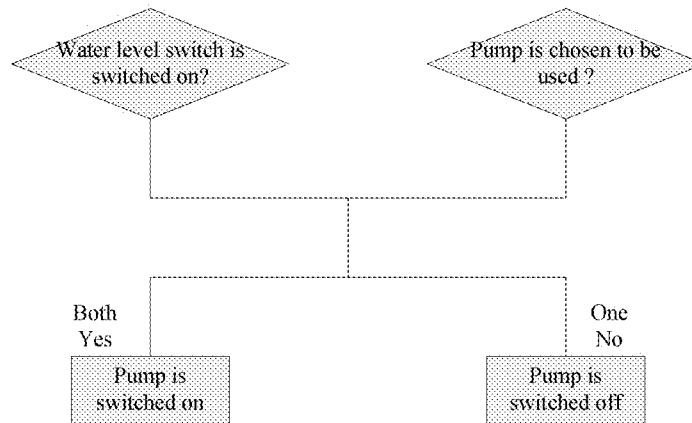 Water level switch is
switched on?
Pump is chosen to be
used ?
Both
Yes
One
No
Pump is
switched on
Pump is
switched off